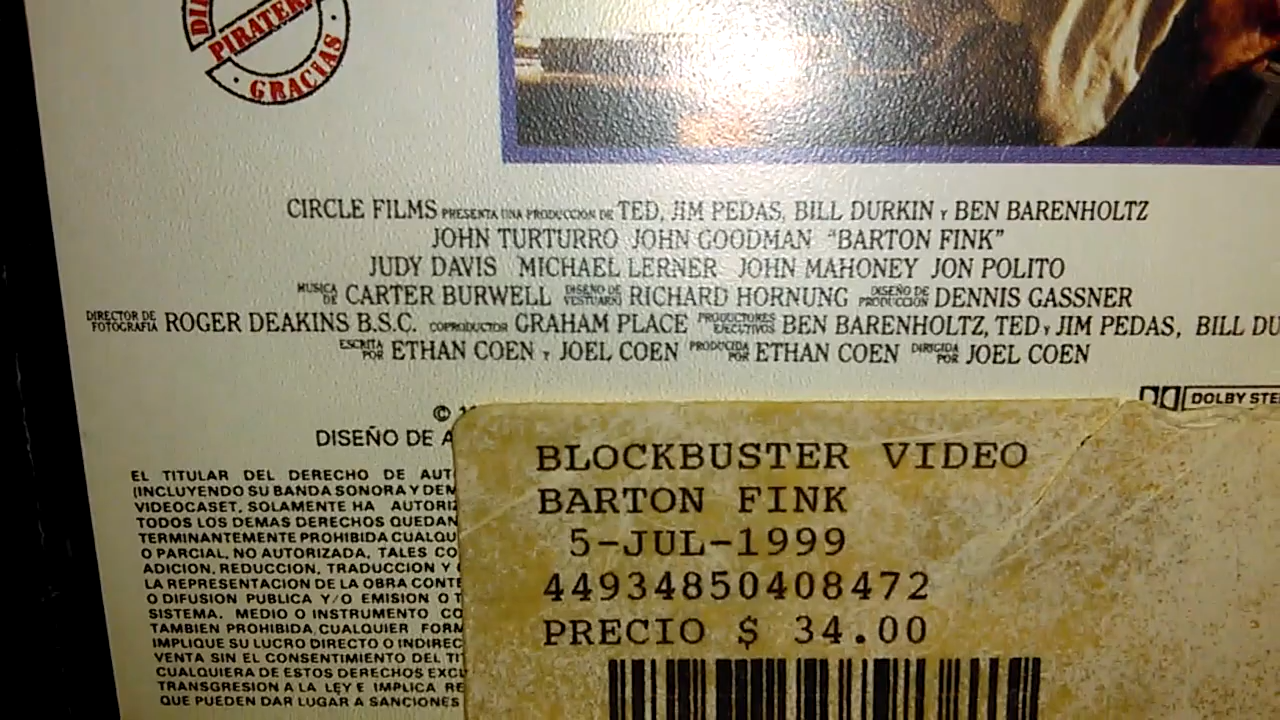 PIRATERI
GRACIAS
CIRCLE FILMS PRESENTA UNA PRODUCCION DE TED, JIM PEDAS, BILL DURKIN Y BEN BARENHOLTZ
JOHN TURTURRO JOHN GOODMAN "BARTON FINK"
JUDY DAVIS MICHAEL LERNER JOHN MAHONEY JON POLITO
MUSICA DE CARTER BURWELL DISEÑO DE VESTUARIO RICHARD HORNUNG DISEÑO DE PRODUCCION DENNIS GASSNER
DIRECTOR DE FOTOGRAFIA ROGER DEAKINS B.S.C. COPRODUCTOR GRAHAM PLACE PRODUCTORES EJECUTIVOS BEN BARENHOLTZ, TED Y JIM PEDAS, BILL DU
ESCRITA POR ETHAN COEN Y JOEL COEN PRODUCIDA POR ETHAN COEN DIRIGIDA POR JOEL COEN
DOLBY STE
©
DISEÑO DE A
EL TITULAR DEL DERECHO DE AUT
(INCLUYENDO SU BANDA SONORA Y DEM
VIDEOCASET, SOLAMENTE HA AUTORIZ
TODOS LOS DEMAS DERECHOS QUEDAN
TERMINANTEMENTE PROHIBIDA CUALQU
O PARCIAL, NO AUTORIZADA, TALES CO
ADICION, REDUCCION, TRADUCCION Y
LA REPRESENTACION DE LA OBRA CONTE
O DIFUSION PUBLICA Y/O EMISION O T
SISTEMA. MEDIO O INSTRUMENTO CO
TAMBIEN PROHIBIDA CUALQUIER FORM
IMPLIQUE SU LUCRO DIRECTO O INDIREC
VENTA SIN EL CONSENTIMIENTO DEL TI
CUALQUIERA DE ESTOS DERECHOS EXCL
TRANSGRESION A LA LEY E IMPLICA RE
QUE PUEDEN DAR LUGAR A SANCIONES
BLOCKBUSTER VIDEO
BARTON FINK
5-JUL-1999
44934850408472
PRECIO $ 34.00